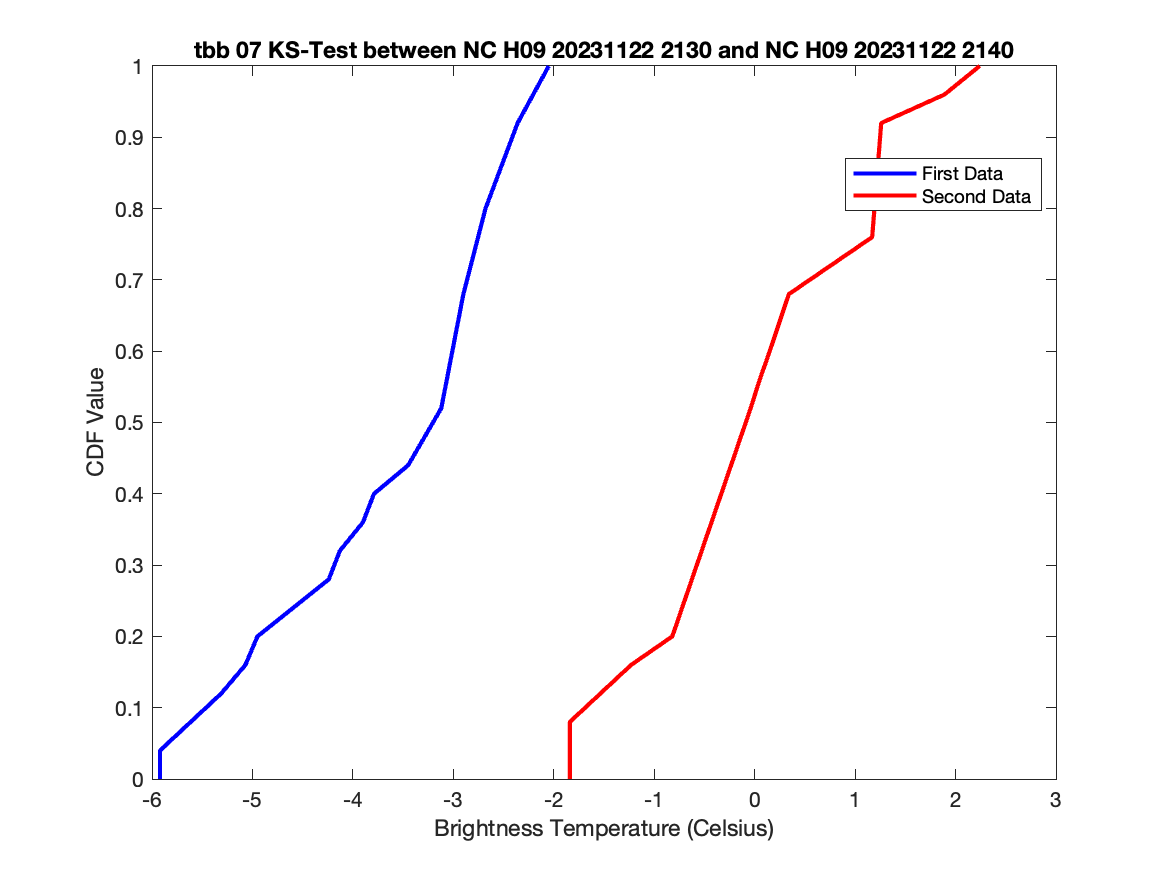 tbb 07 KS-Test between NC H09 20231122 2130 and NC H09 20231122 2140
1
0.9
0.8
0.7
0.6
0.5
0.4
0.3
0.2
0.1
0
CDF Value
First Data
Second Data
-6 -5 -4 -3 -2 -1 0 1 2 3
Brightness Temperature (Celsius)